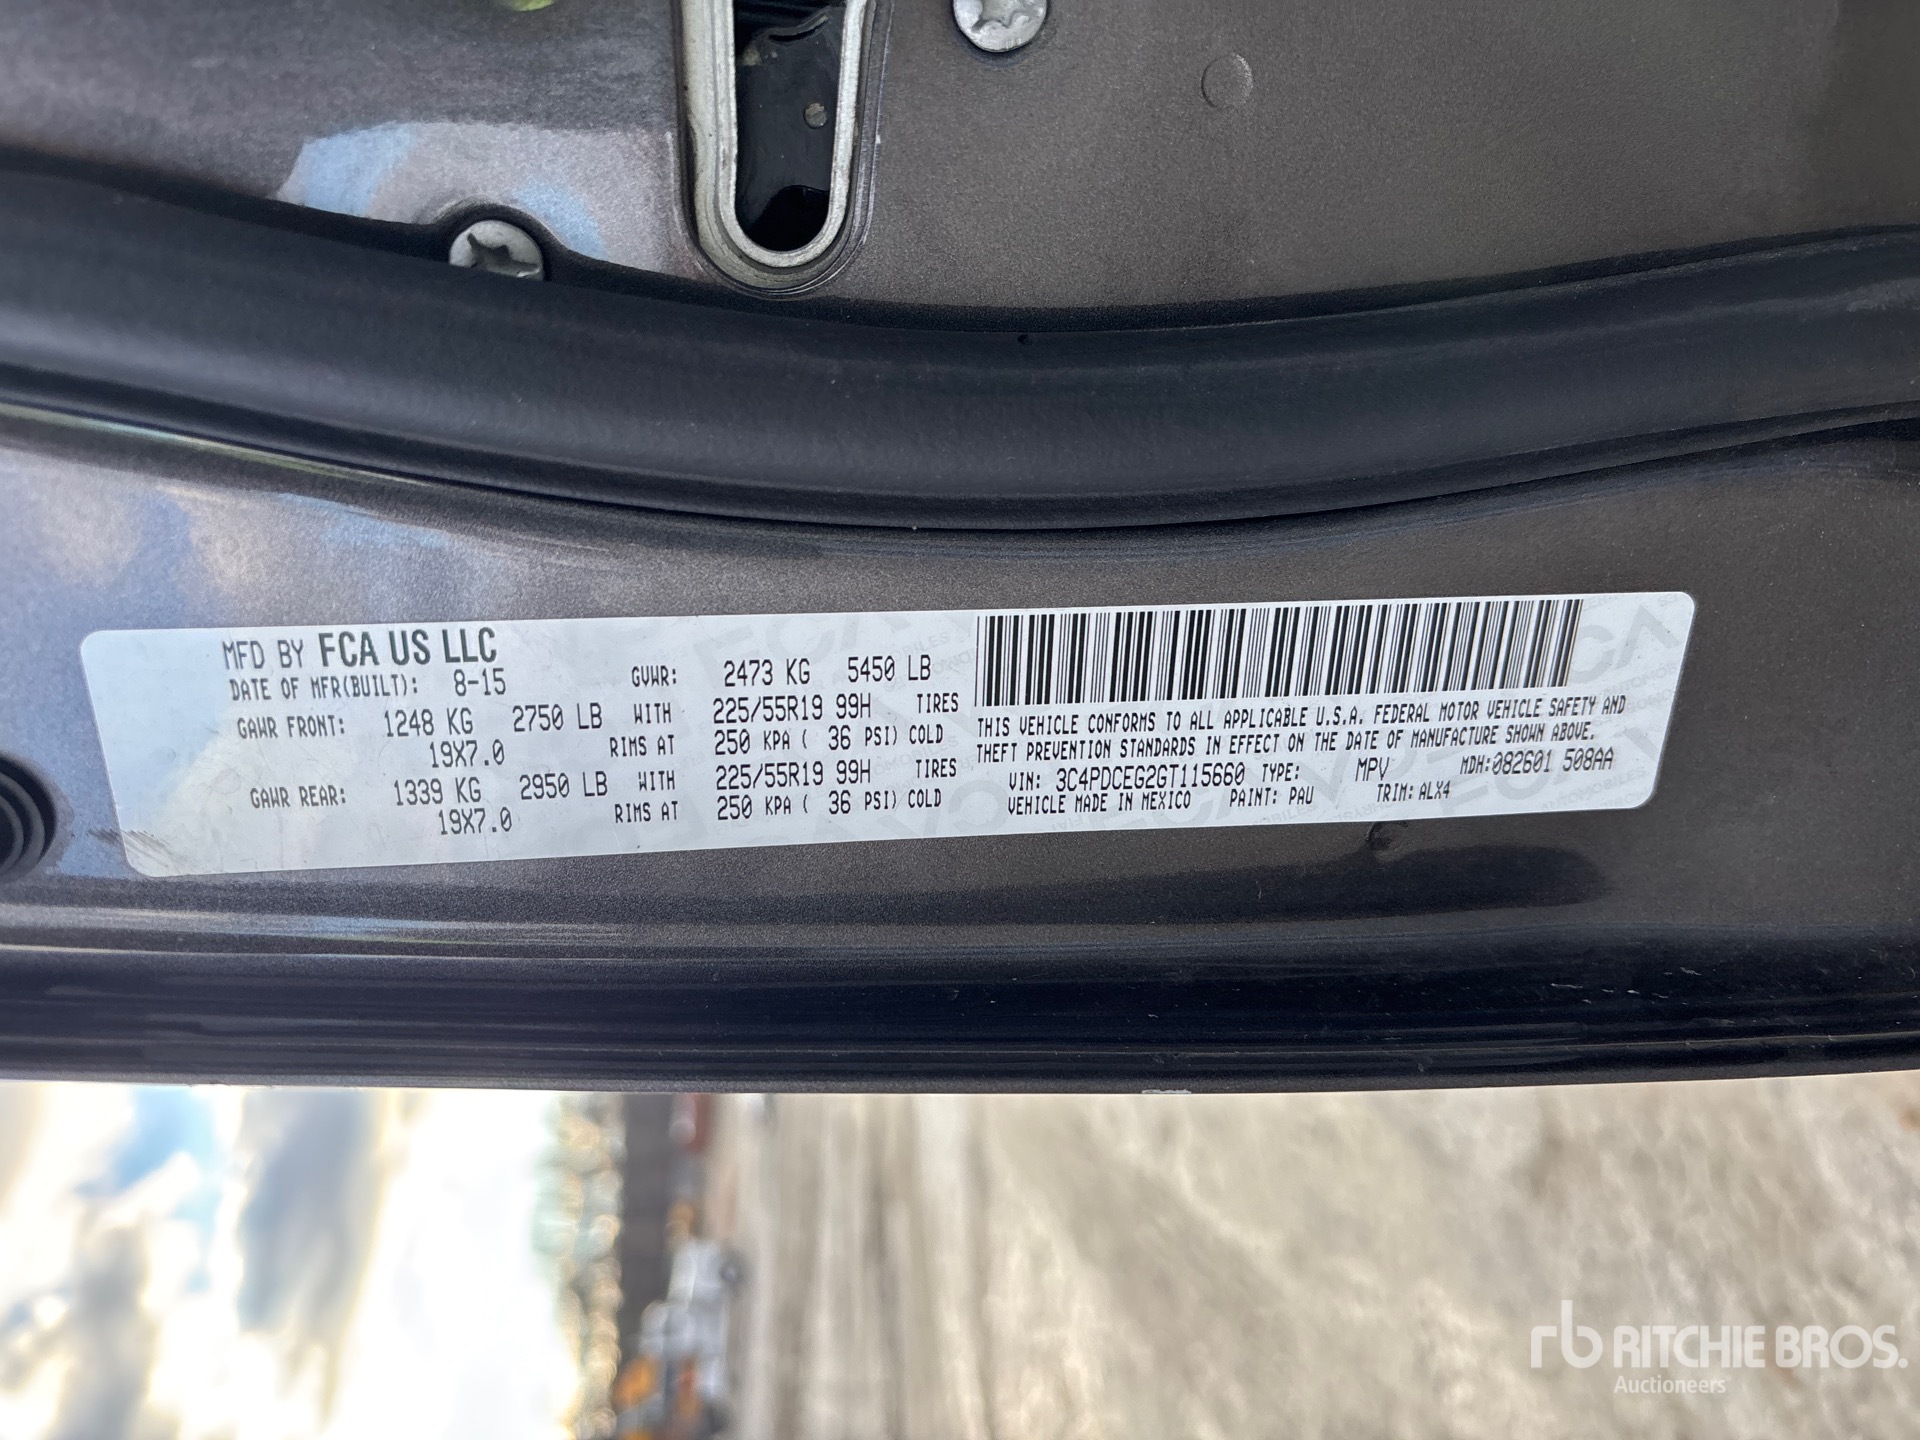 MFD BY FCA US LLC
DATE OF MFR(BUILT): 8-15 GVWR: 2473 KG 5450 LB
GAWR FRONT: 1248 KG 2750 LB WITH 225/55R19 99H TIRES
19X7.0 RIMS AT 250 KPA ( 36 PSI) COLD
GAWR REAR: 1339 KG 2950 LB WITH 225/55R19 99H TIRES
19X7.0 RIMS AT 250 KPA ( 36 PSI) COLD
THIS VEHICLE CONFORMS TO ALL APPLICABLE U.S.A. FEDERAL MOTOR VEHICLE SAFETY AND
THEFT PREVENTION STANDARDS IN EFFECT ON THE DATE OF MANUFACTURE SHOWN ABOVE.
VIN: 3C4PDCEG2GT115660 TYPE: MPV MDH:082601 508AA
VEHICLE MADE IN MEXICO PAINT: PAU TRIM: ALX4
rb RITCHIE BROS.
Auctioneers